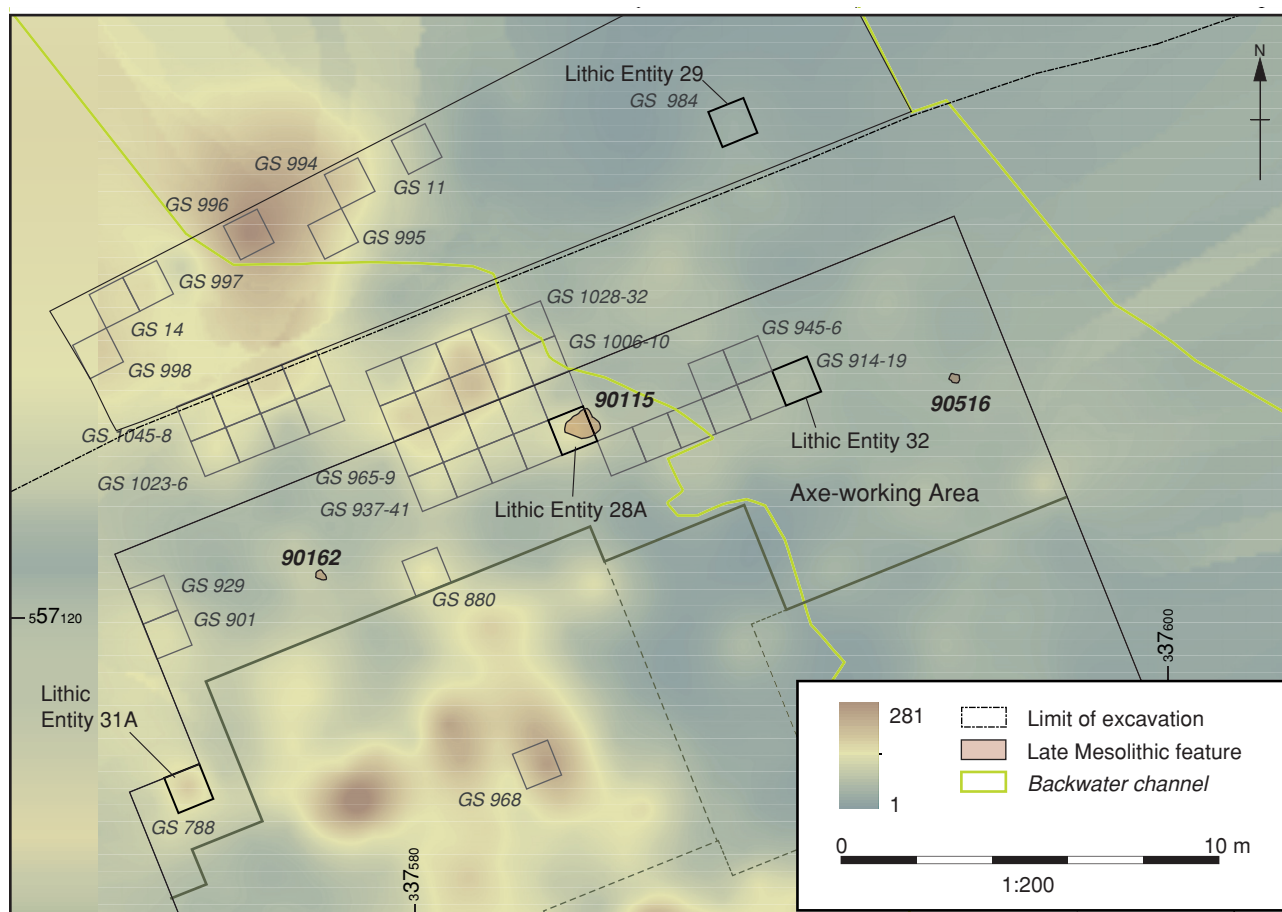 N
Lithic Entity 29
GS 984
GS 994
GS 11
GS 996
GS 995
GS 997
GS 14
GS 998
GS 1028-32
GS 1006-10
GS 945-6
GS 914-19
90115
90516
GS 1045-8
GS 1023-6
GS 965-9
GS 937-41
Lithic Entity 28A
Lithic Entity 32
Axe-working Area
90162
GS 880
GS 929
GS 901
557120
337600
Lithic
Entity 31A
GS 788
GS 968
337580
281
1
Limit of excavation
Late Mesolithic feature
Backwater channel
0 10 m
1:200